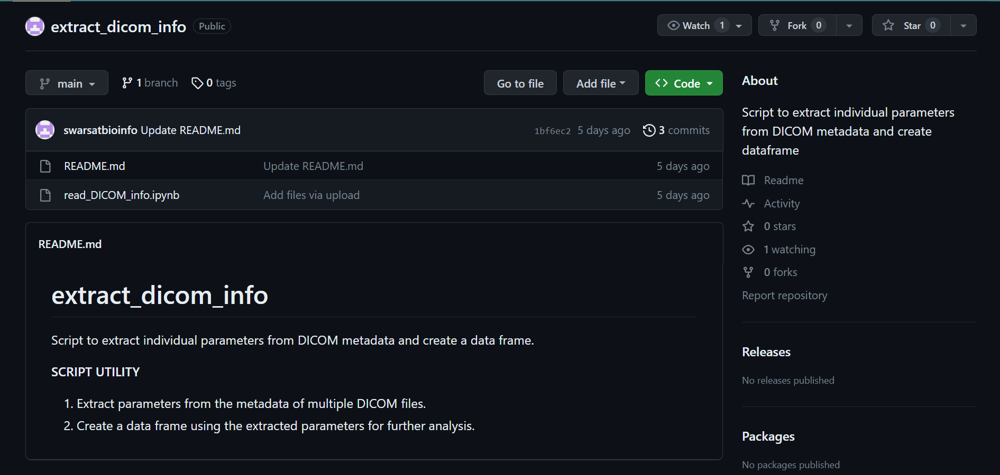 extract_dicom_info Public
Watch 1 Fork 0 Star 0
main 1 branch 0 tags Go to file Add file Code
swarsatbioinfo Update README.md 1bf6ec2 5 days ago 3 commits
README.md Update README.md 5 days ago
read_DICOM_info.ipynb Add files via upload 5 days ago
README.md
extract_dicom_info
Script to extract individual parameters from DICOM metadata and create a data frame.
SCRIPT UTILITY
1. Extract parameters from the metadata of multiple DICOM files.
2. Create a data frame using the extracted parameters for further analysis.
About
Script to extract individual parameters
from DICOM metadata and create
dataframe
Readme
Activity
0 stars
1 watching
0 forks
Report repository
Releases
No releases published
Packages
No packages published